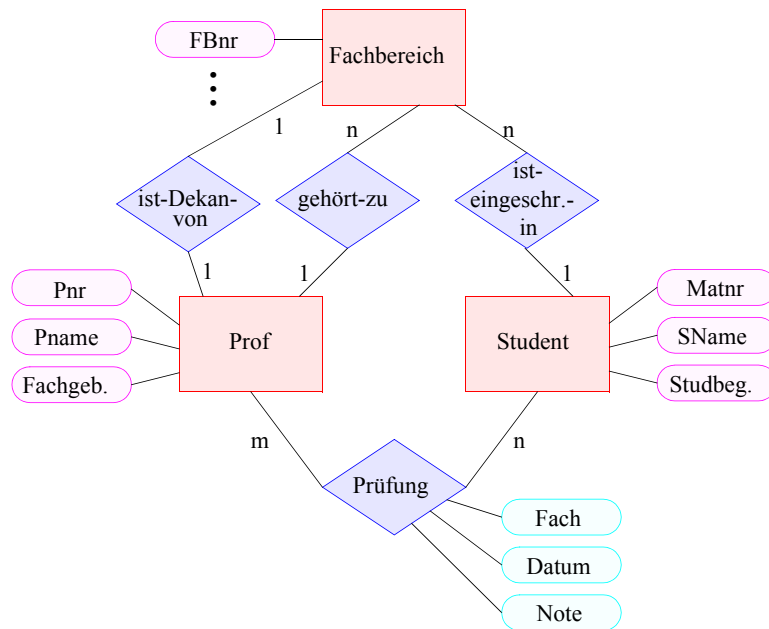 FBnr
Fachbereich
1
n
n
ist-Dekan-
von
gehört-zu
ist-
eingeschr.-
in
1
1
1
Pnr
Pname
Fachgeb.
Prof
Student
Matnr
SName
Studbeg.
m
n
Prüfung
Fach
Datum
Note